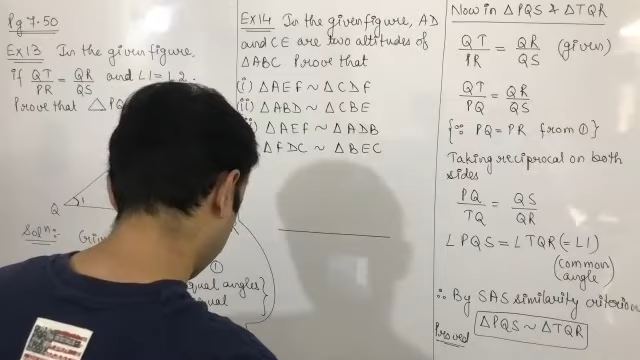 Pg 7.50
Ex13 In the given figure,
if QT/PR = QR/QS and ∠1 = ∠2.
Prove that △PQ
Q
1
Soln:-
①
equal angles}
Ex14 In the given figure, AD
and CE are two altitudes of
△ABC Prove that
(i) △AEF ~ △CDF
(ii) △ABD ~ △CBE
△AEF ~ △ADB
△FDC ~ △BEC
Now in △PQS & △TQR
QT/PR = QR/QS (given)
QT/PQ = QR/QS
{∵ PQ = PR from ①}
Taking reciprocal on both
sides
PQ/TQ = QS/QR
∠PQS = ∠TQR (= ∠1)
(common
angle)
∴ By SAS similarity criterion
△PQS ~ △TQR
Proved